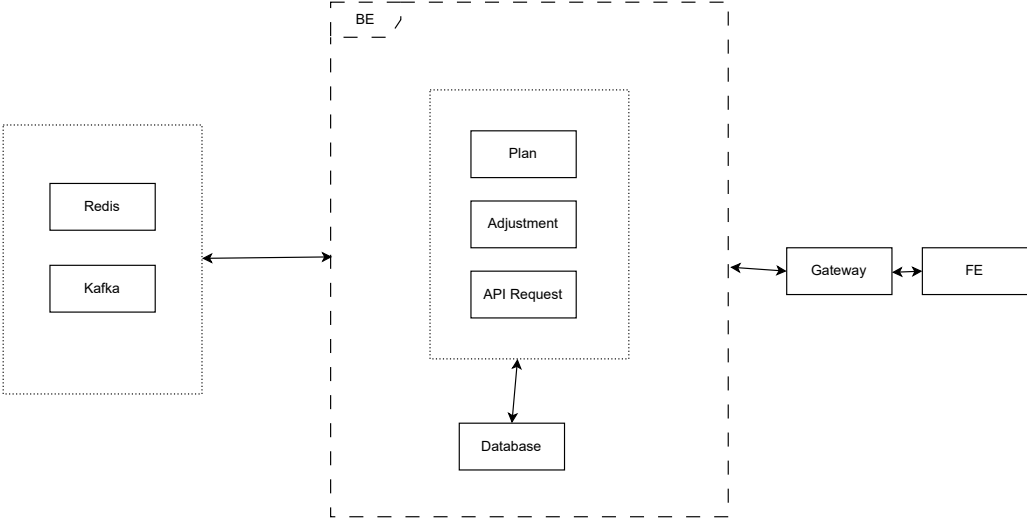 BE
Plan
Redis
Adjustment
Gateway
FE
Kafka
API Request
Database